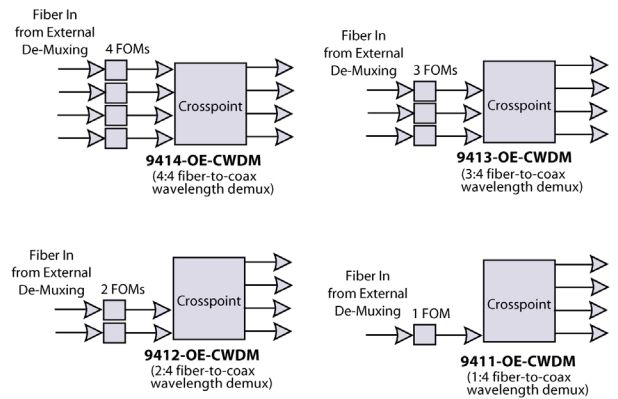 Fiber In
from External
De-Muxing
4 FOMs
Crosspoint
9414-OE-CWDM
(4:4 fiber-to-coax
wavelength demux)
Fiber In
from External
De-Muxing
3 FOMs
Crosspoint
9413-OE-CWDM
(3:4 fiber-to-coax
wavelength demux)
Fiber In
from External
De-Muxing
2 FOMs
Crosspoint
9412-OE-CWDM
(2:4 fiber-to-coax
wavelength demux)
Fiber In
from External
De-Muxing
1 FOM
Crosspoint
9411-OE-CWDM
(1:4 fiber-to-coax
wavelength demux)